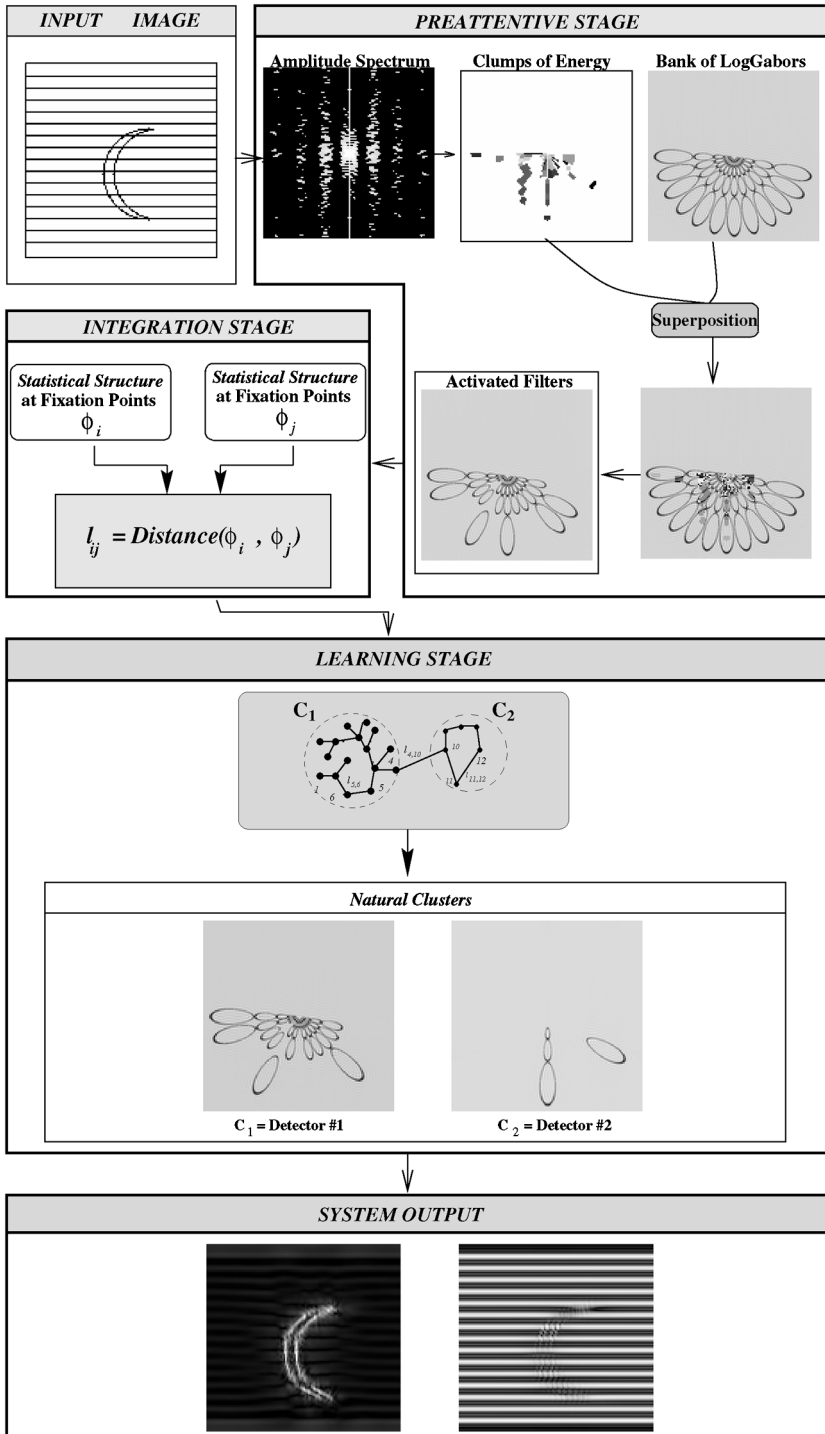 INPUT IMAGE
PREATTENTIVE STAGE
Amplitude Spectrum
Clumps of Energy
Bank of LogGabors
Superposition
Activated Filters
INTEGRATION STAGE
Statistical Structure
at Fixation Points
ϕi
Statistical Structure
at Fixation Points
ϕj
lij = Distance(ϕi , ϕj)
LEARNING STAGE
C1
C2
l4,10
4
10
12
l5,6
l11,12
1
6
5
11
Natural Clusters
C1 = Detector #1
C2 = Detector #2
SYSTEM OUTPUT